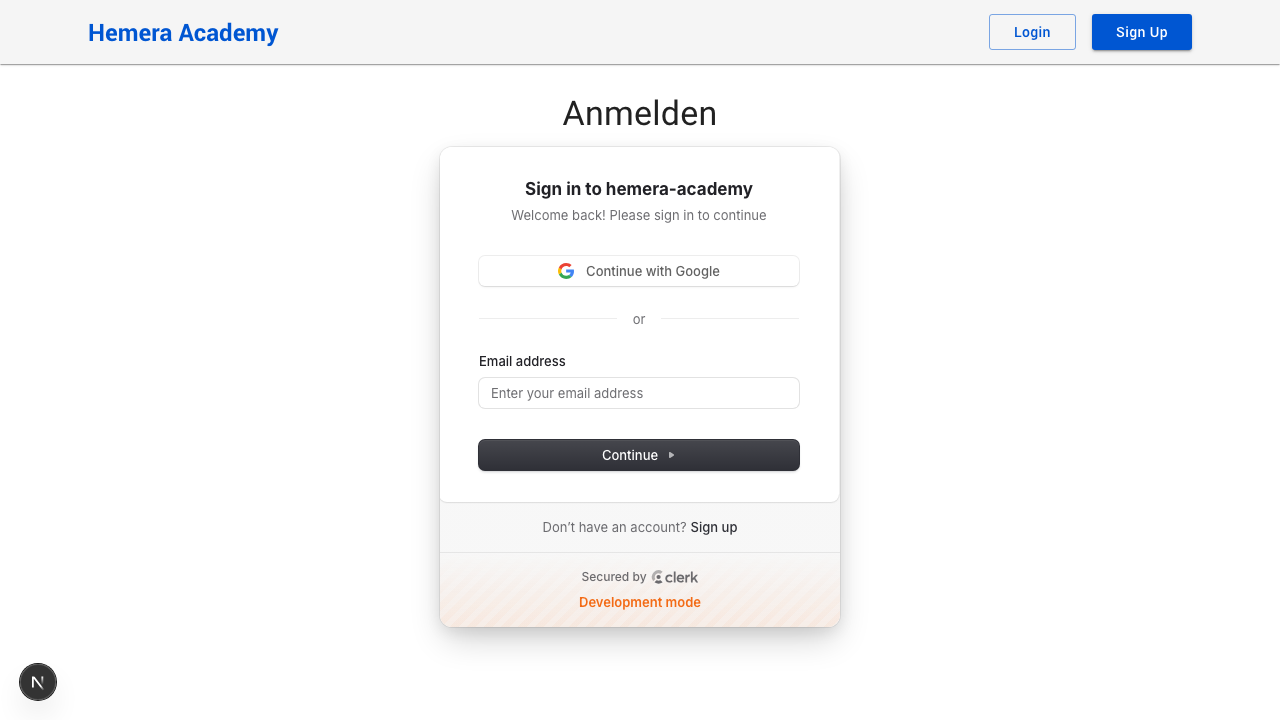 Hemera Academy
Login
Sign Up
Anmelden
Sign in to hemera-academy
Welcome back! Please sign in to continue
Continue with Google
or
Email address
Enter your email address
Continue
Don’t have an account? Sign up
Secured by clerk
Development mode
N